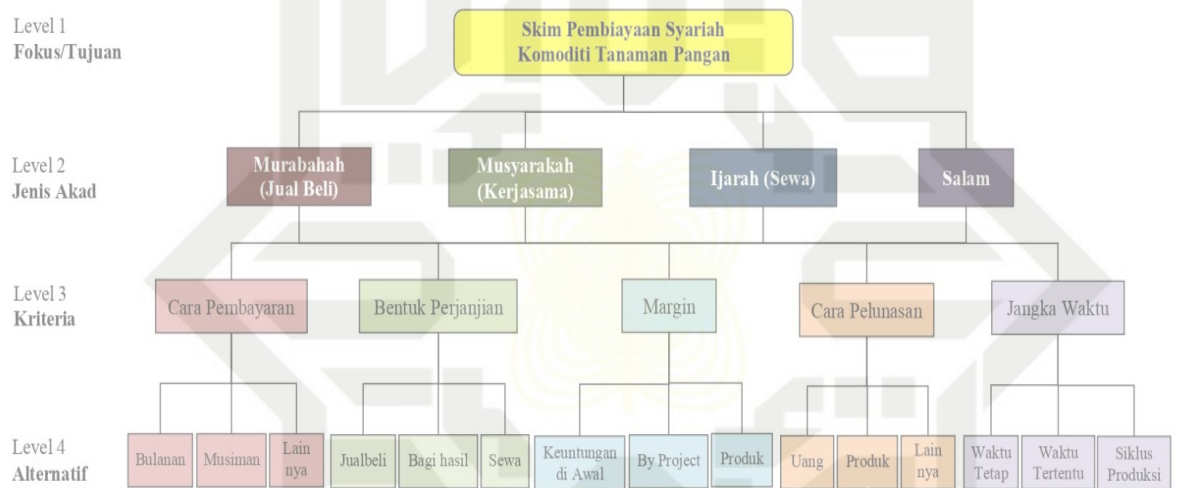 Level 1
Fokus/Tujuan
Skim Pembiayaan Syariah
Komoditi Tanaman Pangan
Level 2
Jenis Akad
Murabahah
(Jual Beli)
Musyarakah
(Kerjasama)
Ijarah (Sewa)
Salam
Level 3
Kriteria
Cara Pembayaran
Bentuk Perjanjian
Margin
Cara Pelunasan
Jangka Waktu
Level 4
Alternatif
Bulanan
Musiman
Lain
nya
Jualbeli
Bagi hasil
Sewa
Keuntungan
di Awal
By Project
Produk
Uang
Produk
Lain
nya
Waktu
Tetap
Waktu
Tertentu
Siklus
Produksi